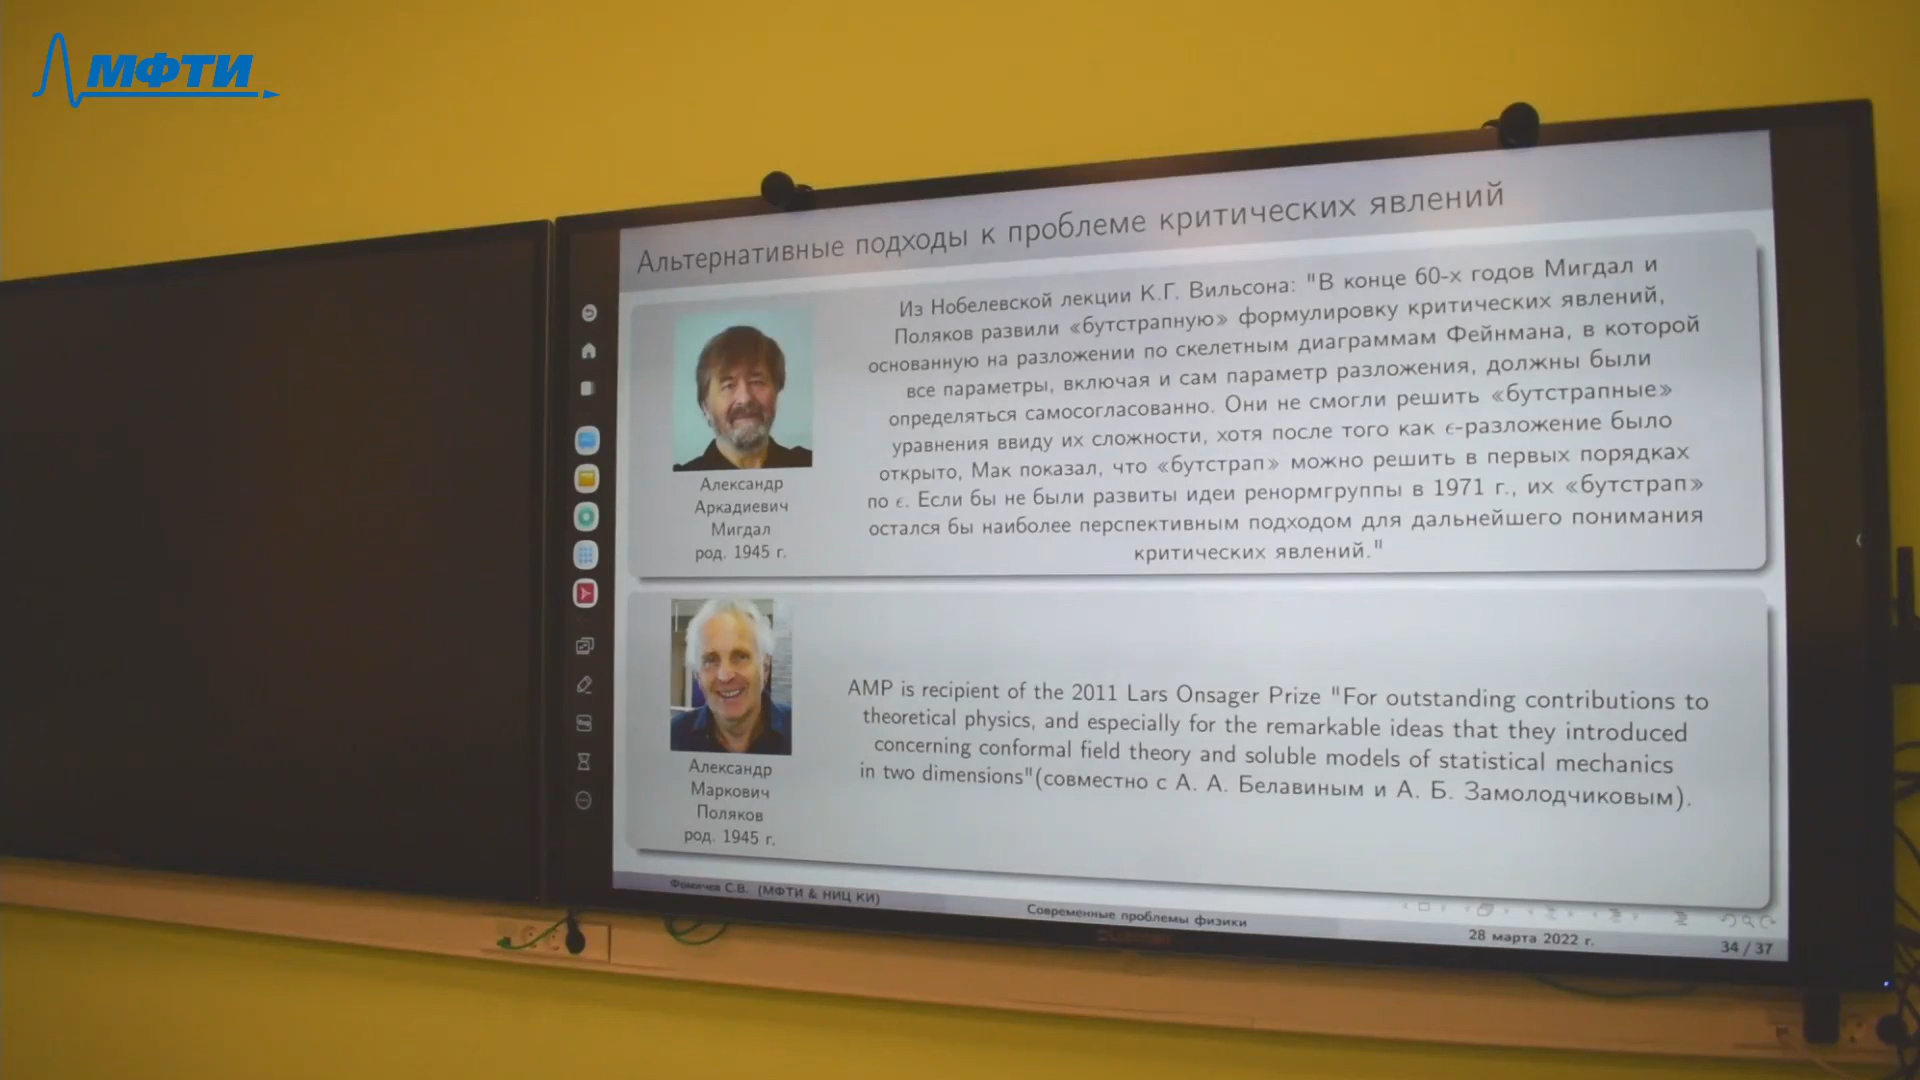 МФТИ
Альтернативные подходы к проблеме критических явлений
Из Нобелевской лекции К.Г. Вильсона: "В конце 60-х годов Мигдал и
Поляков развили «бутстрапную» формулировку критических явлений,
основанную на разложении по скелетным диаграммам Фейнмана, в которой
все параметры, включая и сам параметр разложения, должны были
определяться самосогласованно. Они не смогли решить «бутстрапные»
уравнения ввиду их сложности, хотя после того как ϵ-разложение было
открыто, Мак показал, что «бутстрап» можно решить в первых порядках
по ϵ. Если бы не были развиты идеи ренормгруппы в 1971 г., их «бутстрап»
остался бы наиболее перспективным подходом для дальнейшего понимания
критических явлений."
Александр
Аркадиевич
Мигдал
род. 1945 г.
AMP is recipient of the 2011 Lars Onsager Prize "For outstanding contributions to
theoretical physics, and especially for the remarkable ideas that they introduced
concerning conformal field theory and soluble models of statistical mechanics
in two dimensions"(совместно с А. А. Белавиным и А. Б. Замолодчиковым).
Александр
Маркович
Поляков
род. 1945 г.
Фомичев С.В. (МФТИ & НИЦ КИ)
Современные проблемы физики
28 марта 2022 г.
34 / 37